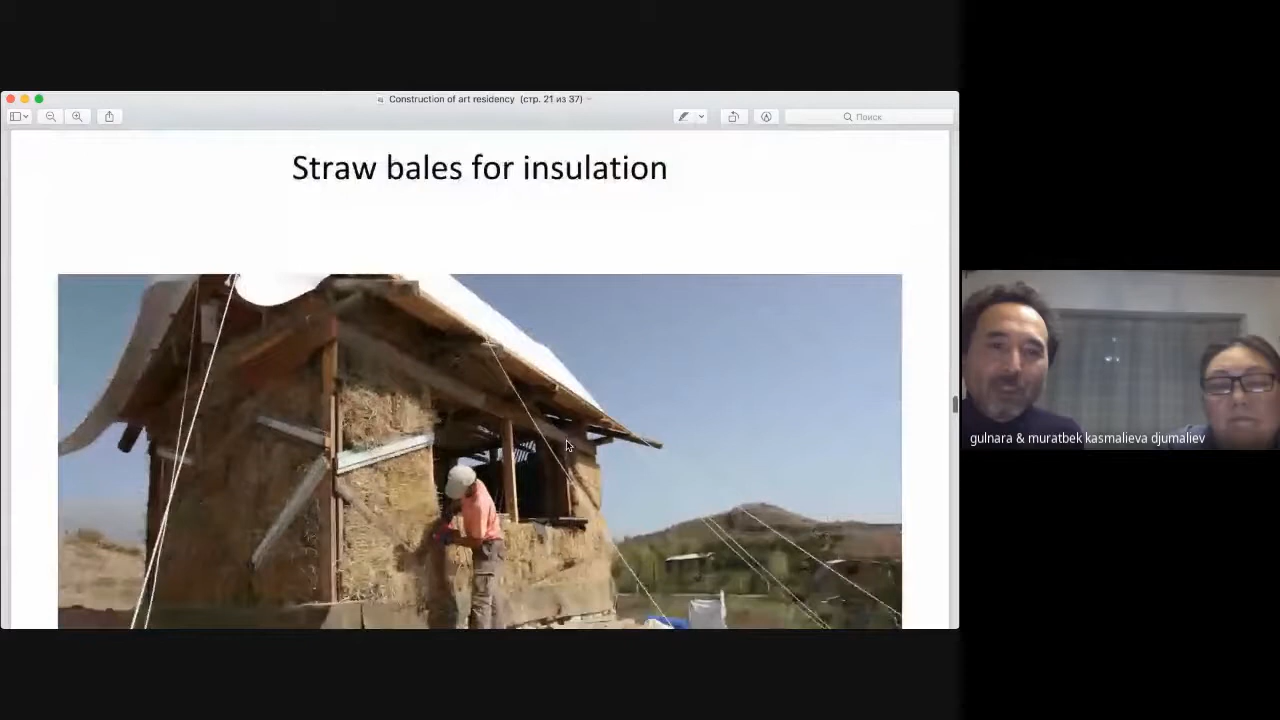 Construction of art residency (стр. 21 из 37)
Поиск
Straw bales for insulation
gulnara & muratbek kasmalieva djumaliev